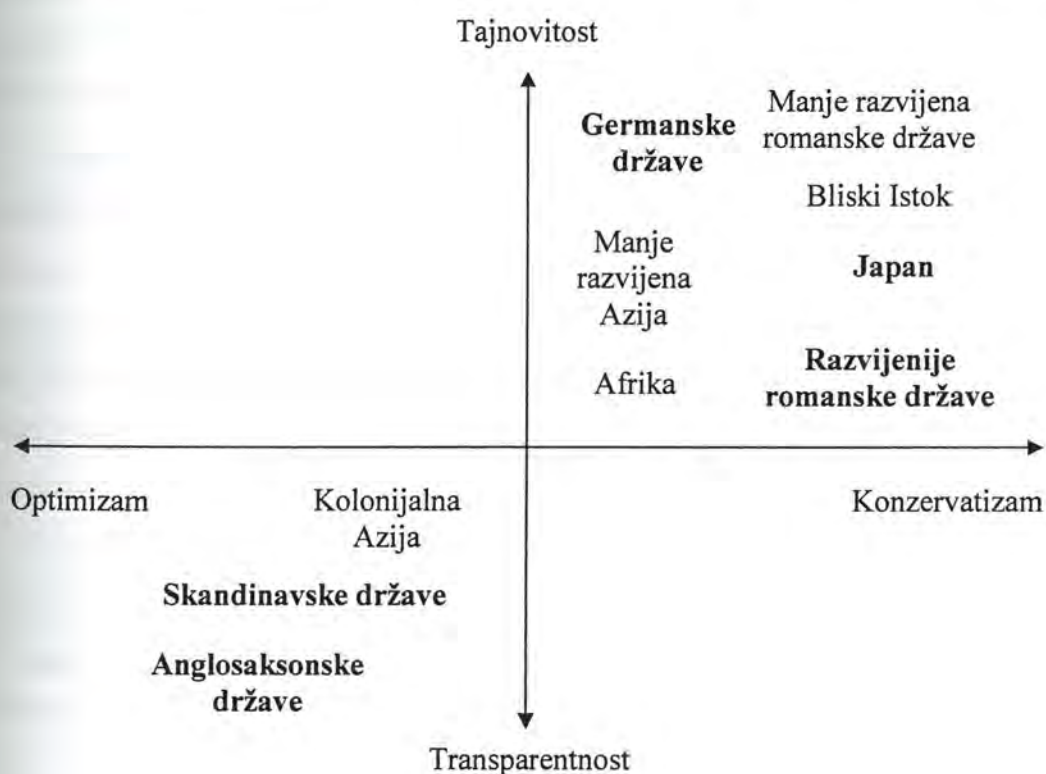 Tajnovitost
Germanske
države
Manje razvijena
romanske države
Bliski Istok
Manje
razvijena
Azija
Japan
Afrika
Razvijenije
romanske države
Optimizam
Kolonijalna
Azija
Konzervatizam
Skandinavske države
Anglosaksonske
države
Transparentnost